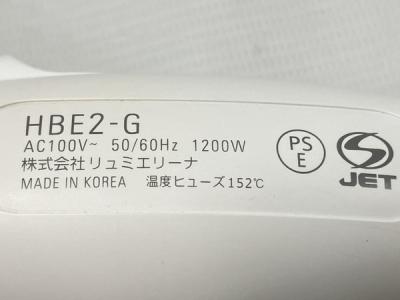 HBE2-G
AC100V~ 50/60Hz 1200W
株式会社リュミエリーナ
MADE IN KOREA 温度ヒューズ152℃
PS
E
JET